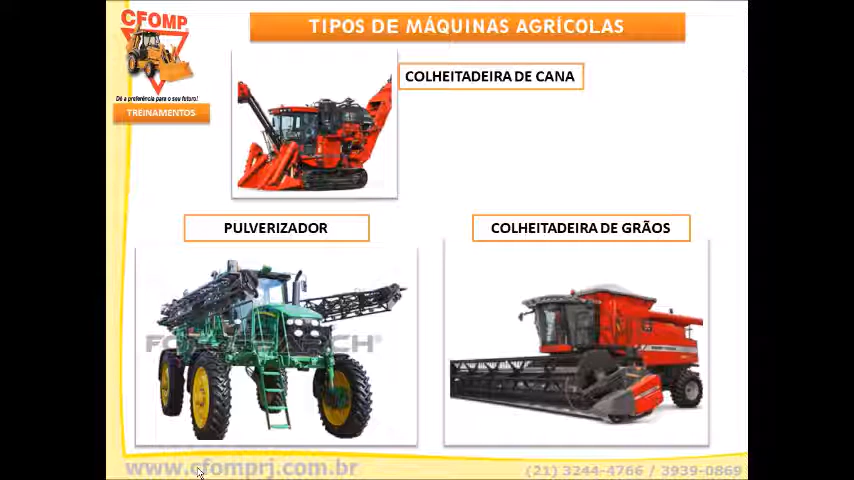 CFOMP
Dê a preferência para o seu futuro!
TREINAMENTOS
TIPOS DE MÁQUINAS AGRÍCOLAS
COLHEITADEIRA DE CANA
PULVERIZADOR
COLHEITADEIRA DE GRÃOS
www.cfomprj.com.br
(21) 3244-4766 / 3939-0869